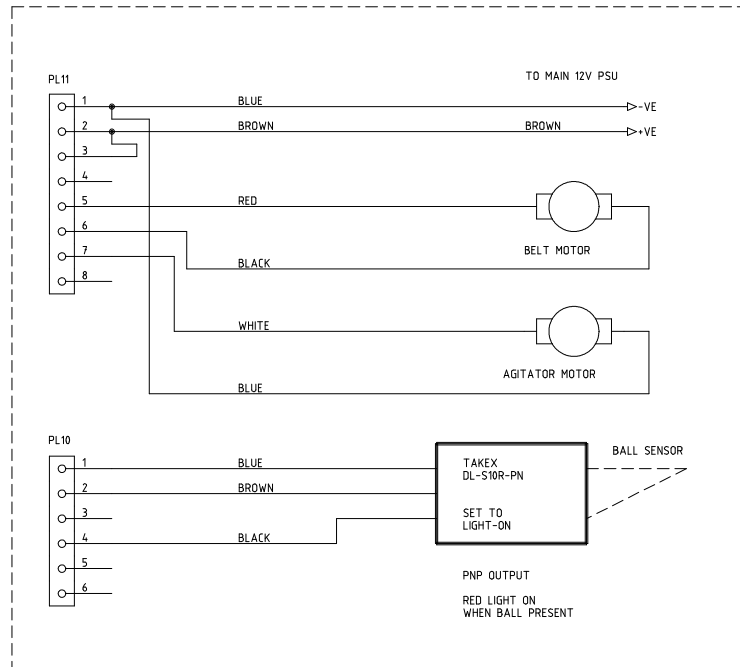 TO MAIN 12V PSU
PL11
1 BLUE -VE
2 BROWN BROWN +VE
3
4
5 RED
6
BELT MOTOR
7
BLACK
8
WHITE
AGITATOR MOTOR
BLUE
PL10
BALL SENSOR
1 BLUE TAKEX
DL-S10R-PN
2 BROWN
3 SET TO
LIGHT-ON
4 BLACK
5
PNP OUTPUT
6
RED LIGHT ON
WHEN BALL PRESENT